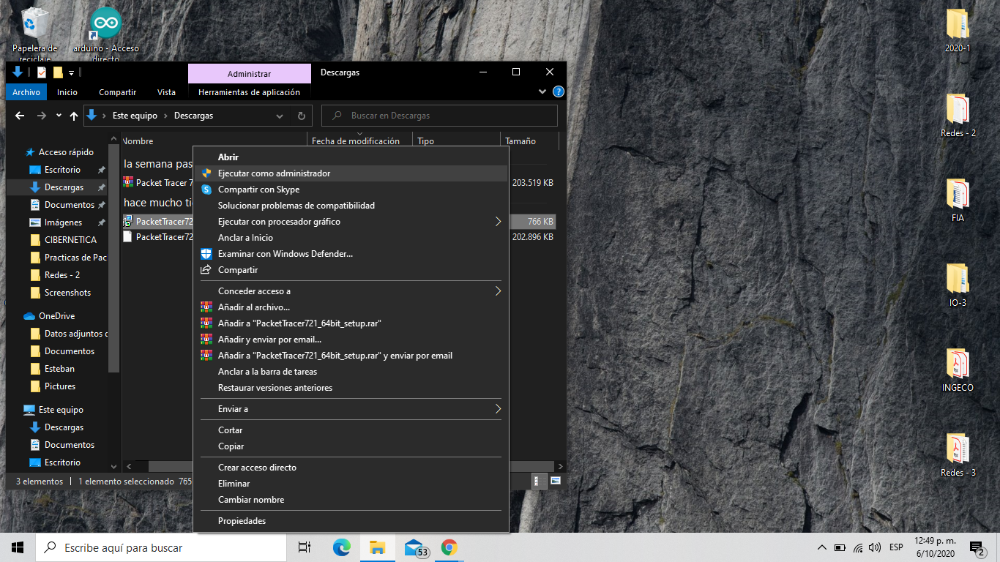 Papelera de
reciclaje
arduino - Acceso
directo
2020-1
Redes - 2
FIA
IO-3
INGECO
Redes - 3
Administrar
Descargas
Archivo
Inicio
Compartir
Vista
Herramientas de aplicación
Este equipo
Descargas
Buscar en Descargas
Acceso rápido
Escritorio
Descargas
Documentos
Imágenes
CIBERNETICA
Practicas de Pac
Redes - 2
Screenshots
OneDrive
Datos adjuntos
Documentos
Esteban
Pictures
Este equipo
Descargas
Documentos
Escritorio
Nombre
Fecha de modificación
Tipo
Tamaño
la semana pas
Packet Tracer 7
203.519 KB
hace mucho ti
PacketTracer72
766 KB
PacketTracer72
202.896 KB
Abrir
Ejecutar como administrador
Compartir con Skype
Solucionar problemas de compatibilidad
Ejecutar con procesador gráfico
Anclar a Inicio
Examinar con Windows Defender...
Compartir
Conceder acceso a
Añadir al archivo...
Añadir a "PacketTracer721_64bit_setup.rar"
Añadir y enviar por email...
Añadir a "PacketTracer721_64bit_setup.rar" y enviar por email
Anclar a la barra de tareas
Restaurar versiones anteriores
Enviar a
Cortar
Copiar
Crear acceso directo
Eliminar
Cambiar nombre
Propiedades
3 elementos
1 elemento seleccionado 765
Escribe aquí para buscar
53
ESP
12:49 p. m.
6/10/2020
2